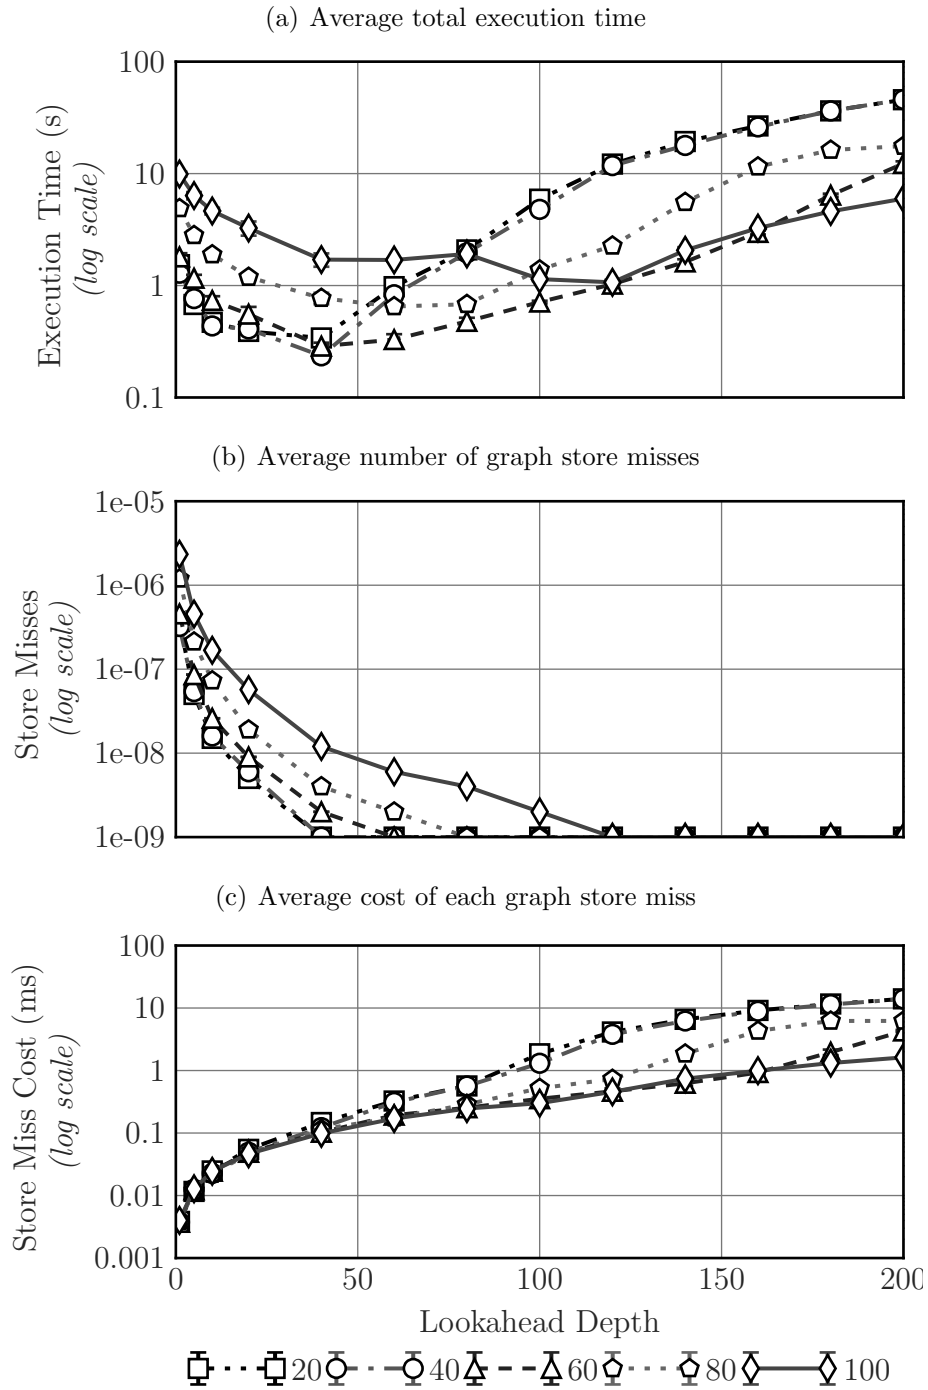 (a) Average total execution time
Execution Time (s)
(log scale)
100
10
1
0.1
(b) Average number of graph store misses
Store Misses
(log scale)
1e-05
1e-06
1e-07
1e-08
1e-09
(c) Average cost of each graph store miss
Store Miss Cost (ms)
(log scale)
100
10
1
0.1
0.01
0.001
0 50 100 150 200
Lookahead Depth
20 40 60 80 100